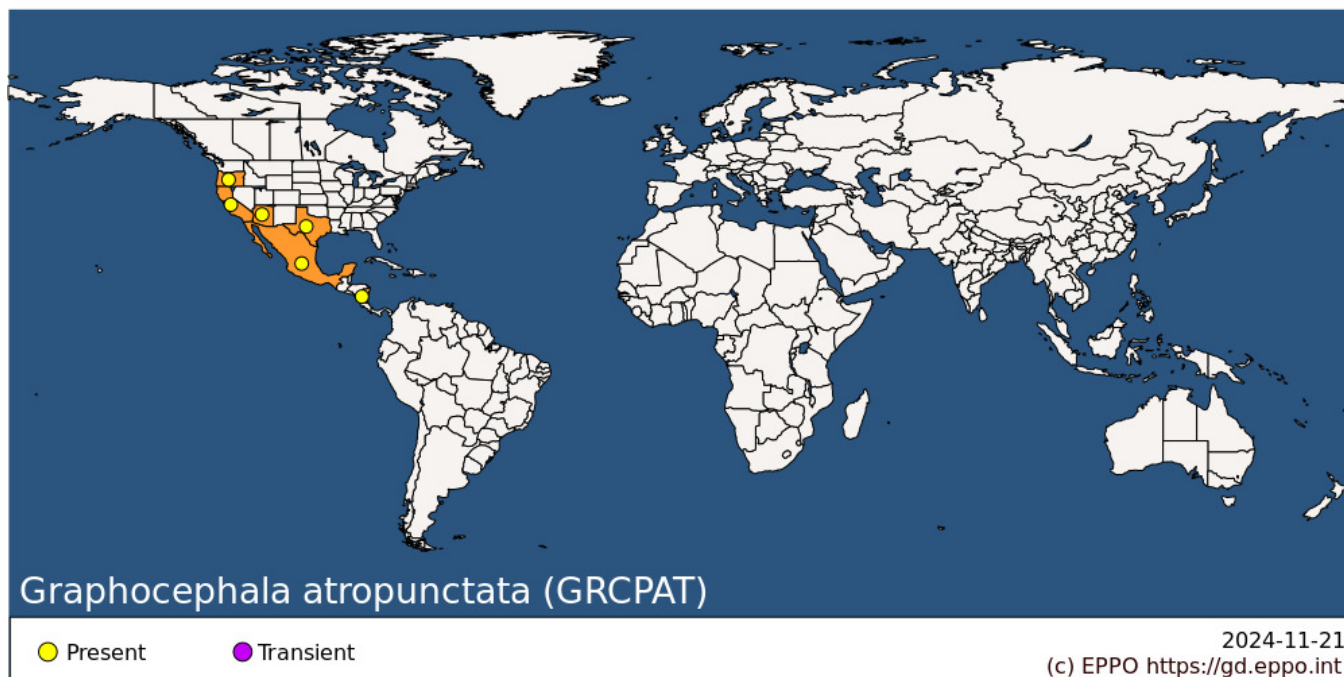 Graphocephala atropunctata (GRCPAT)
Present
Transient
2024-11-21
(c) EPPO https://gd.eppo.int